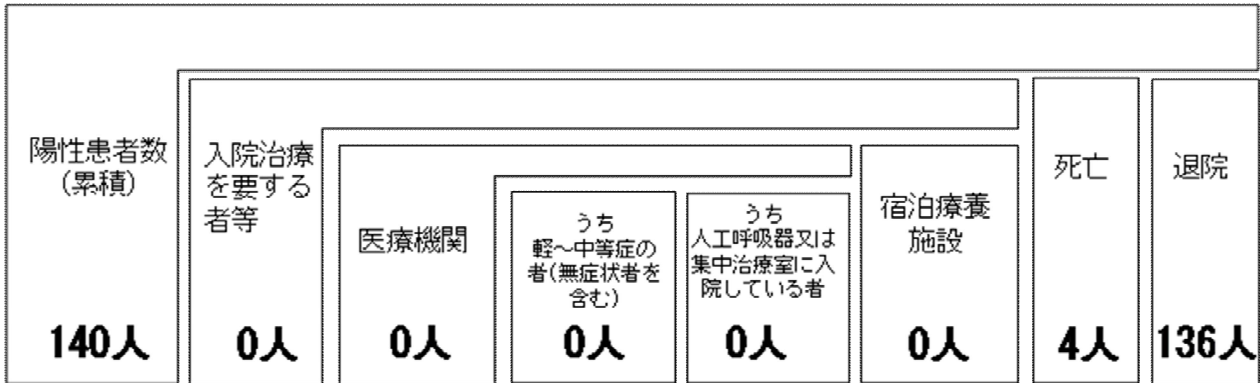 陽性患者数
(累積)
140人
入院治療
を要する
者等
0人
医療機関
0人
うち
軽～中等症の
者(無症状者を
含む)
0人
うち
人工呼吸器又は
集中治療室に入
院している者
0人
宿泊療養
施設
0人
死亡
4人
退院
136人